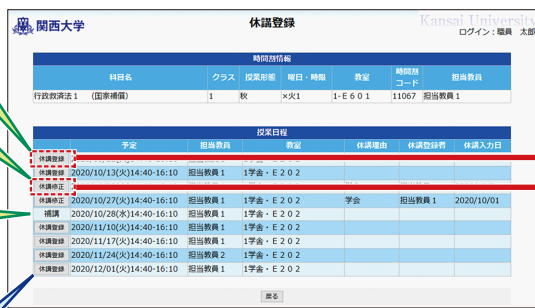 関西大学
休講登録
Kansai University
ログイン：職員 太郎
時間割情報
科目名 クラス 授業形態 曜日・時限 教室 時間割コード 担当教員
行政救済法１ （国家補償） 1 秋 ×火1 1-Ｅ６０１ 11067 担当教員１
授業日程
予定 担当教員 教室 休講理由 休講登録者 休講入力日
休講登録
休講登録 2020/10/13(火)14:40-16:10 担当教員１ 1学舎・Ｅ２０２
休講修正
休講修正 2020/10/27(火)14:40-16:10 担当教員１ 1学舎・Ｅ２０２ 学会 担当教員１ 2020/10/01
補講 2020/10/28(水)14:40-16:10 担当教員１ 1学舎・Ｅ２０２
休講登録 2020/11/10(火)14:40-16:10 担当教員１ 1学舎・Ｅ２０２
休講登録 2020/11/17(火)14:40-16:10 担当教員１ 1学舎・Ｅ２０２
休講登録 2020/11/24(火)14:40-16:10 担当教員２ 1学舎・Ｅ２０２
休講登録 2020/12/01(火)14:40-16:10 担当教員１ 1学舎・Ｅ２０２
戻る